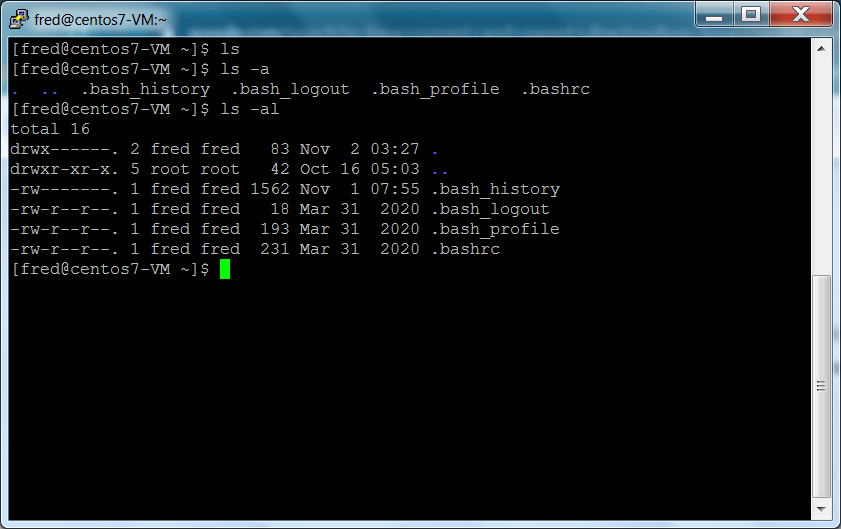 fred@centos7-VM:~
[fred@centos7-VM ~]$ ls
[fred@centos7-VM ~]$ ls -a
.  ..  .bash_history  .bash_logout  .bash_profile  .bashrc
[fred@centos7-VM ~]$ ls -al
total 16
drwx------. 2 fred fred   83 Nov  2 03:27 .
drwxr-xr-x. 5 root root   42 Oct 16 05:03 ..
-rw-------. 1 fred fred 1562 Nov  1 07:55 .bash_history
-rw-r--r--. 1 fred fred   18 Mar 31  2020 .bash_logout
-rw-r--r--. 1 fred fred  193 Mar 31  2020 .bash_profile
-rw-r--r--. 1 fred fred  231 Mar 31  2020 .bashrc
[fred@centos7-VM ~]$